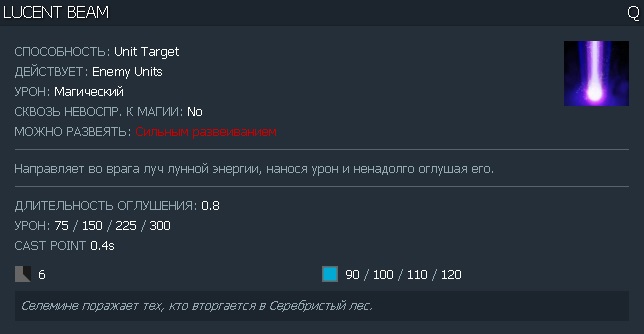 LUCENT BEAM Q
СПОСОБНОСТЬ: Unit Target
ДЕЙСТВУЕТ: Enemy Units
УРОН: Магический
СКВОЗЬ НЕВОСПР. К МАГИИ: No
МОЖНО РАЗВЕЯТЬ: Сильным развеиванием
Направляет во врага луч лунной энергии, нанося урон и ненадолго оглушая его.
ДЛИТЕЛЬНОСТЬ ОГЛУШЕНИЯ: 0.8
УРОН: 75 / 150 / 225 / 300
CAST POINT 0.4s
6 90 / 100 / 110 / 120
Селемине поражает тех, кто вторгается в Серебристый лес.